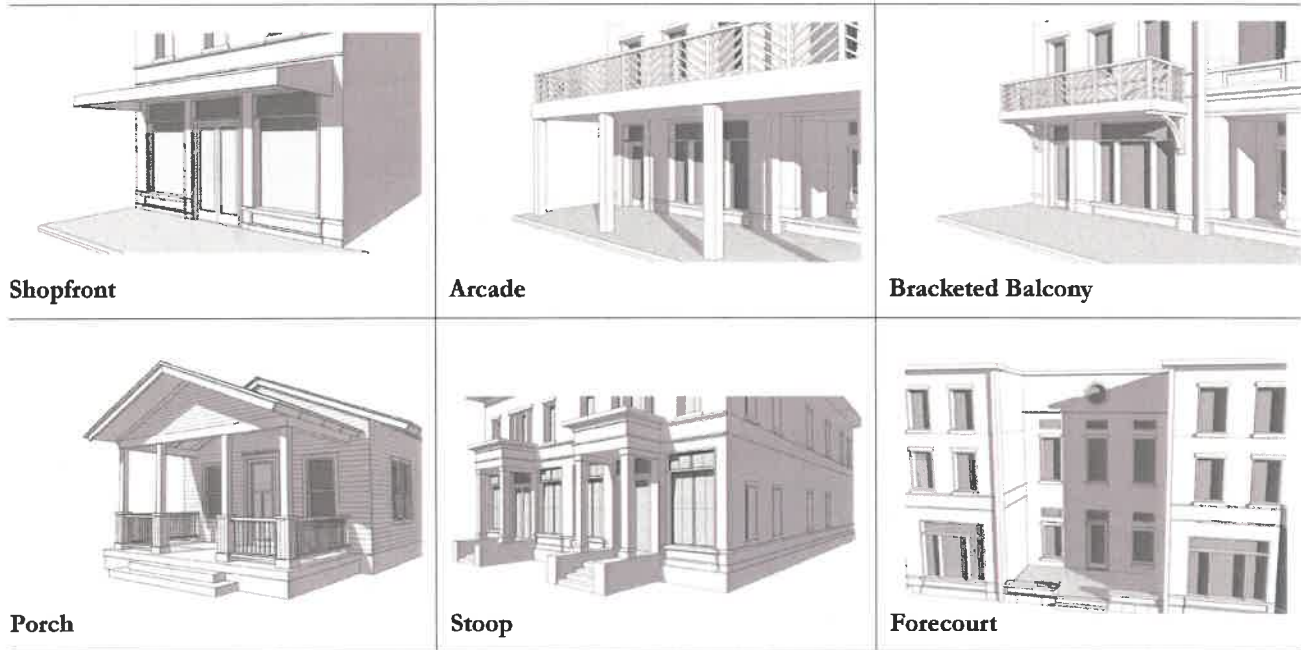 Shopfront
Arcade
Bracketed Balcony
Porch
Stoop
Forecourt